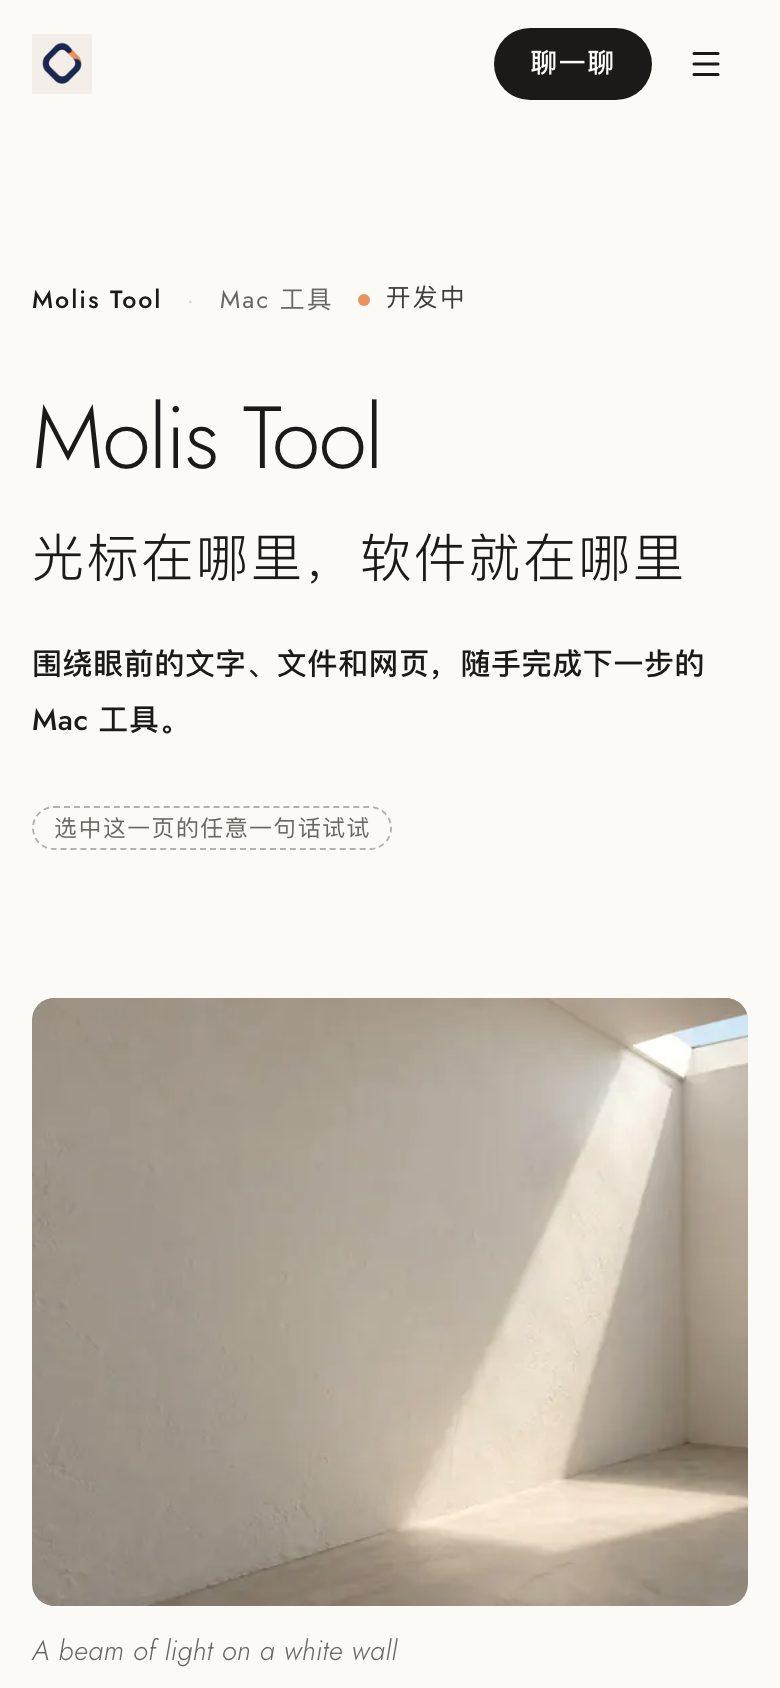 聊一聊
Molis Tool · Mac 工具 开发中
Molis Tool
光标在哪里，软件就在哪里
围绕眼前的文字、文件和网页，随手完成下一步的
Mac 工具。
选中这一页的任意一句话试试
A beam of light on a white wall